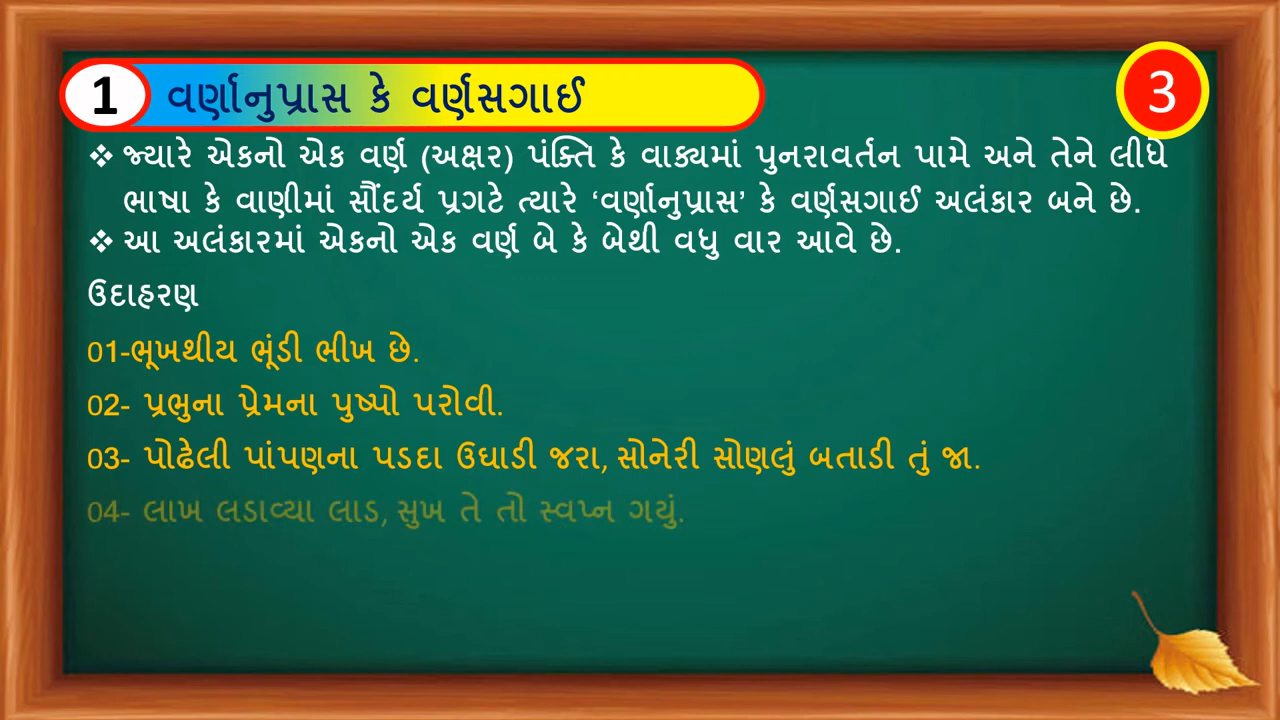 1 વર્ણાનુપ્રાસ કે વર્ણસગાઈ
3
❖ જ્યારે એકનો એક વર્ણ (અક્ષર) પંક્તિ કે વાક્યમાં પુનરાવર્તન પામે અને તેને લીધે
ભાષા કે વાણીમાં સૌંદર્ય પ્રગટે ત્યારે ‘વર્ણાનુપ્રાસ’ કે વર્ણસગાઈ અલંકાર બને છે.
❖ આ અલંકારમાં એકનો એક વર્ણ બે કે બેથી વધુ વાર આવે છે.
ઉદાહરણ
01-ભૂખથીય ભૂંડી ભીખ છે.
02- પ્રભુના પ્રેમના પુષ્પો પરોવી.
03- પોઢેલી પાંપણના પડદા ઉઘાડી જરા, સોનેરી સોણલું બતાડી તું જા.
04- લાખ લડાવ્યા લાડ, સુખ તે તો સ્વપ્ન ગયું.